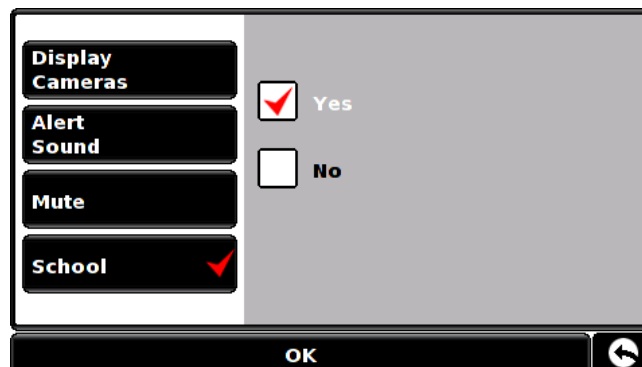 Display
Cameras
Alert
Sound
Mute
School
Yes
No
OK